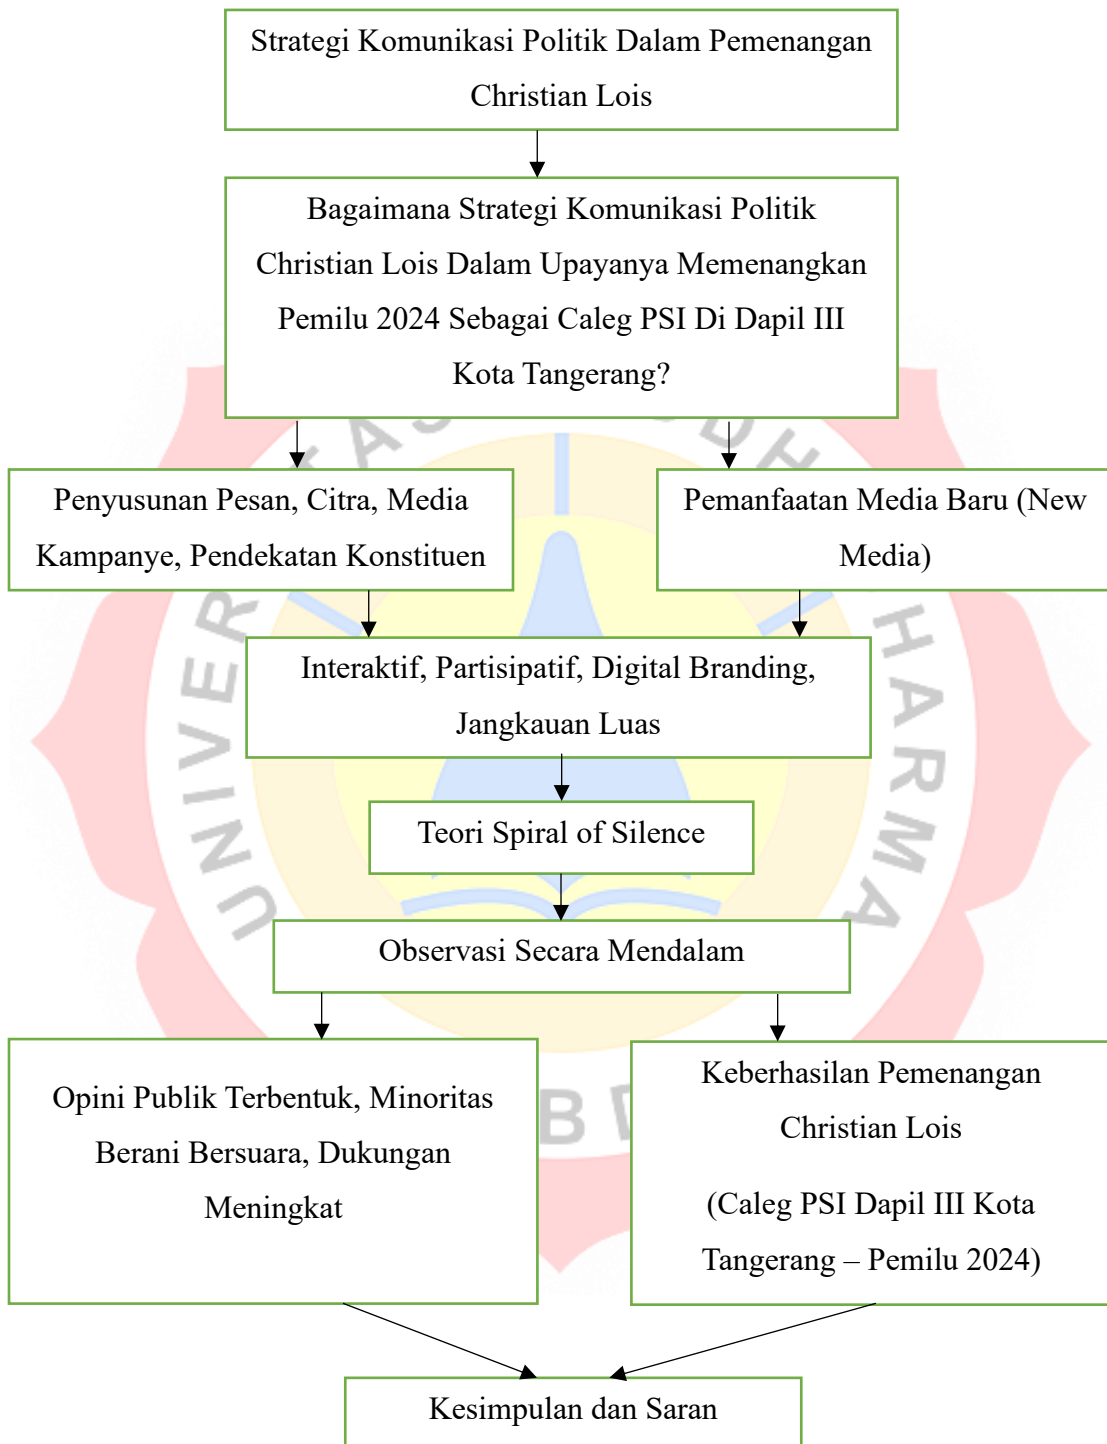 Strategi Komunikasi Politik Dalam Pemenangan
Christian Lois
Bagaimana Strategi Komunikasi Politik
Christian Lois Dalam Upayanya Memenangkan
Pemilu 2024 Sebagai Caleg PSI Di Dapil III
Kota Tangerang?
Penyusunan Pesan, Citra, Media
Kampanye, Pendekatan Konstituen
Pemanfaatan Media Baru (New
Media)
Interaktif, Partisipatif, Digital Branding,
Jangkauan Luas
Teori Spiral of Silence
Observasi Secara Mendalam
Opini Publik Terbentuk, Minoritas
Berani Bersuara, Dukungan
Meningkat
Keberhasilan Pemenangan
Christian Lois
(Caleg PSI Dapil III Kota
Tangerang – Pemilu 2024)
Kesimpulan dan Saran